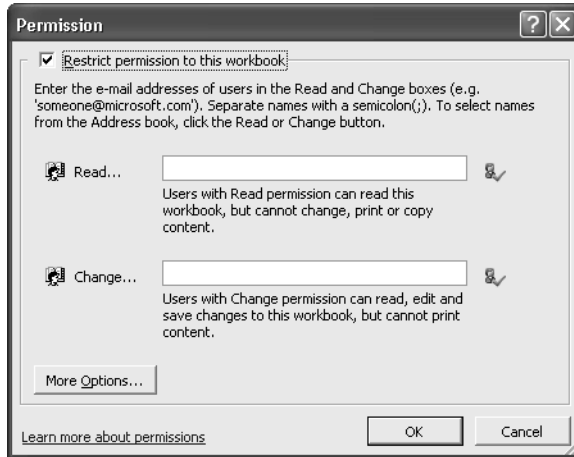 Permission
Restrict permission to this workbook
Enter the e-mail addresses of users in the Read and Change boxes (e.g.
'someone@microsoft.com'). Separate names with a semicolon(;). To select names
from the Address book, click the Read or Change button.
Read...
Users with Read permission can read this
workbook, but cannot change, print or copy
content.
Change...
Users with Change permission can read, edit and
save changes to this workbook, but cannot print
content.
More Options...
Learn more about permissions
OK
Cancel